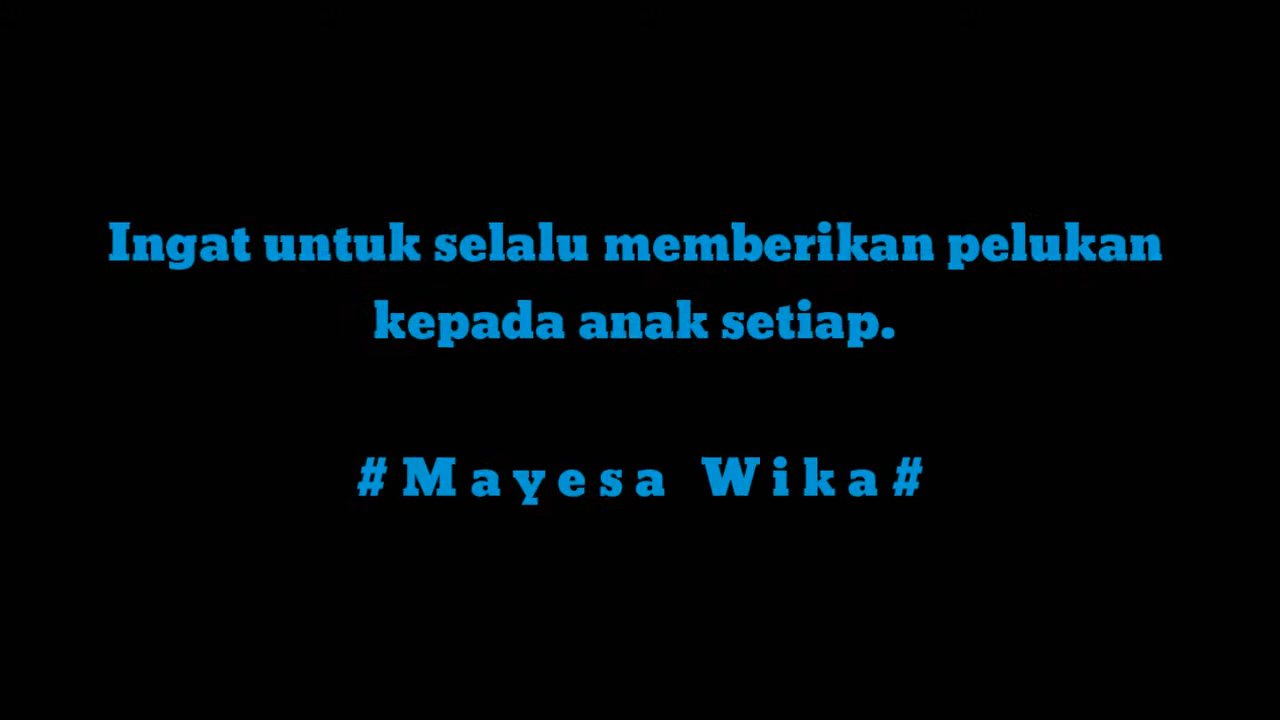 Ingat untuk selalu memberikan pelukan
kepada anak setiap.
#Mayesa Wika#